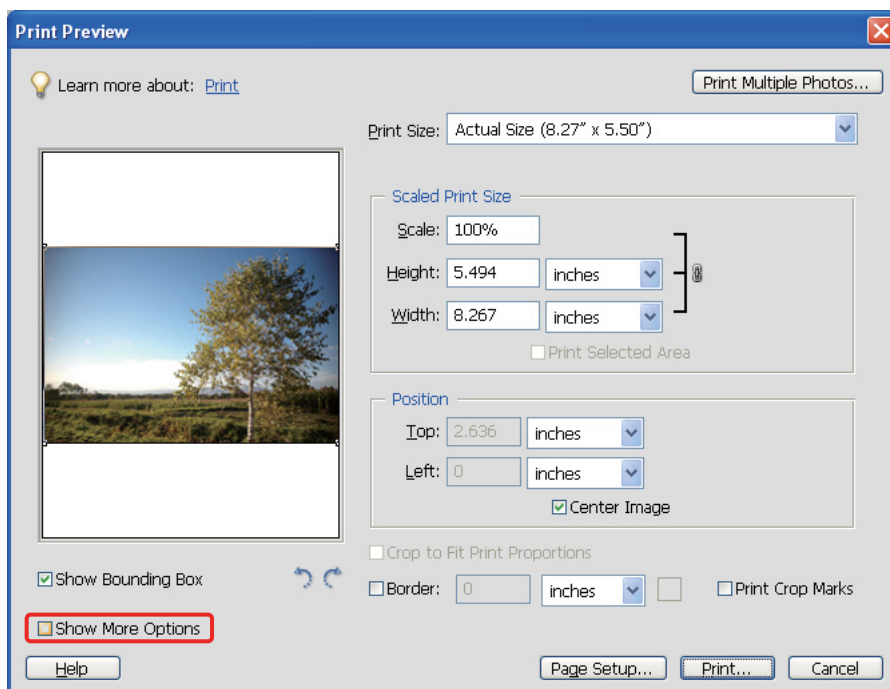 Print Preview
Learn more about: Print
Print Multiple Photos...
Print Size: Actual Size (8.27" x 5.50")
Scaled Print Size
Scale: 100%
Height: 5.494 inches
Width: 8.267 inches
Print Selected Area
Position
Top: 2.636 inches
Left: 0 inches
Center Image
Crop to Fit Print Proportions
Show Bounding Box
Border: 0 inches Print Crop Marks
Show More Options
Help Page Setup... Print... Cancel